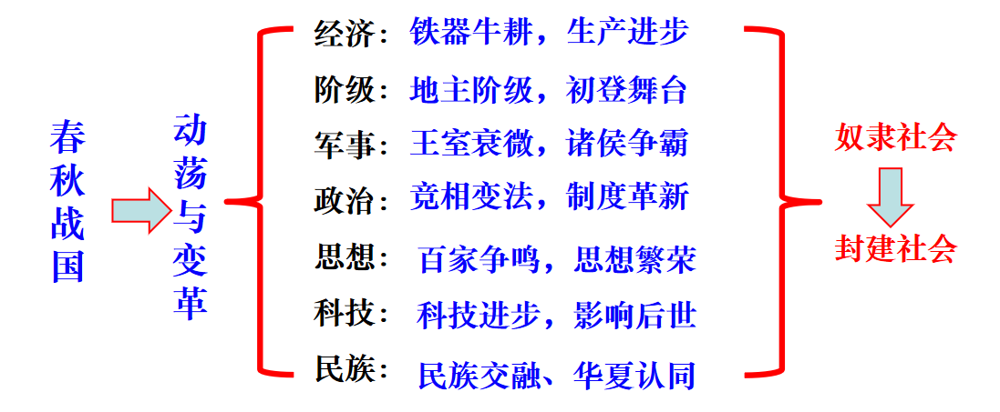 春秋战国
动荡与变革
经济：铁器牛耕，生产进步
阶级：地主阶级，初登舞台
军事：王室衰微，诸侯争霸
政治：竞相变法，制度革新
思想：百家争鸣，思想繁荣
科技：科技进步，影响后世
民族：民族交融、华夏认同
奴隶社会
封建社会